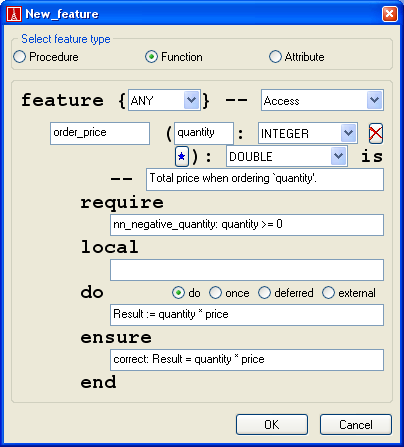 New_feature
Select feature type
Procedure Function Attribute
feature {ANY} -- Access
order_price (quantity : INTEGER
) : DOUBLE is
-- Total price when ordering `quantity'.
require
nn_negative_quantity: quantity >= 0
local
do do once deferred external
Result := quantity * price
ensure
correct: Result = quantity * price
end
OK Cancel